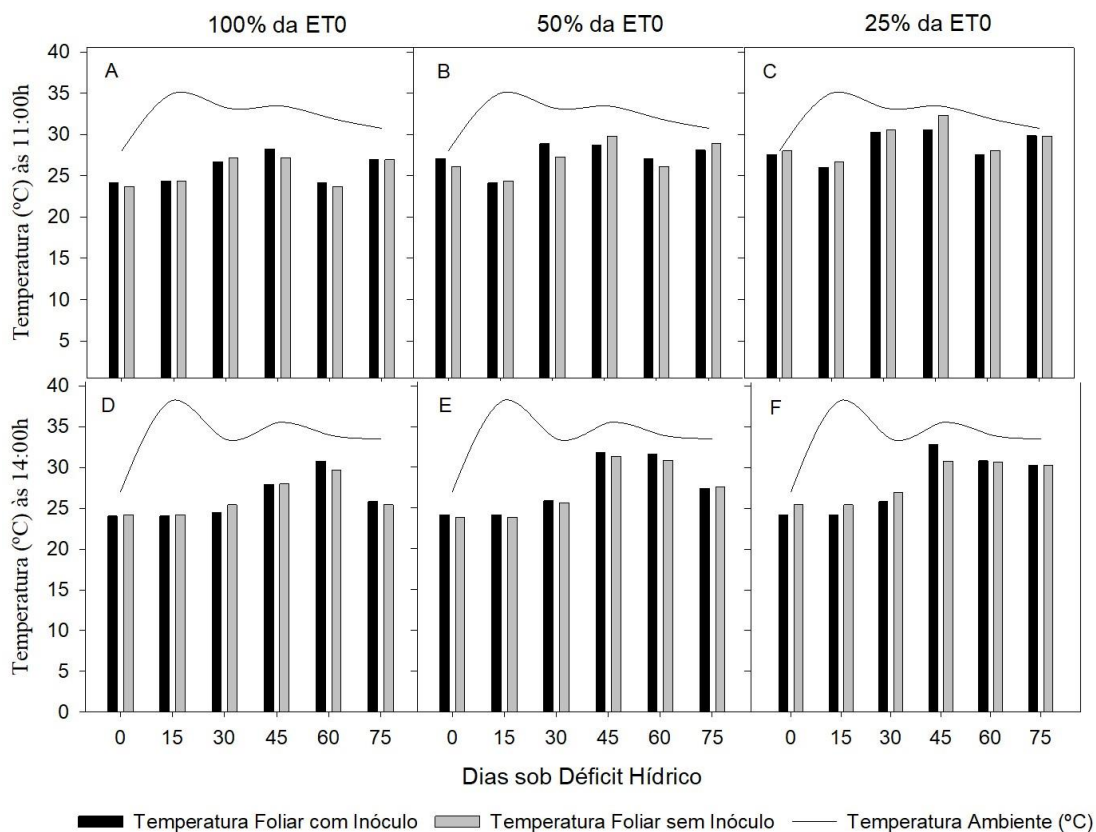 100% da ET0 50% da ET0 25% da ET0
Temperatura (ºC) às 11:00h
40
35
30
25
20
15
10
5
A B C
Temperatura (ºC) às 14:00h
40
35
30
25
20
15
10
5
0
D E F
0 15 30 45 60 75 0 15 30 45 60 75 0 15 30 45 60 75
Dias sob Déficit Hídrico
Temperatura Foliar com Inóculo Temperatura Foliar sem Inóculo Temperatura Ambiente (ºC)